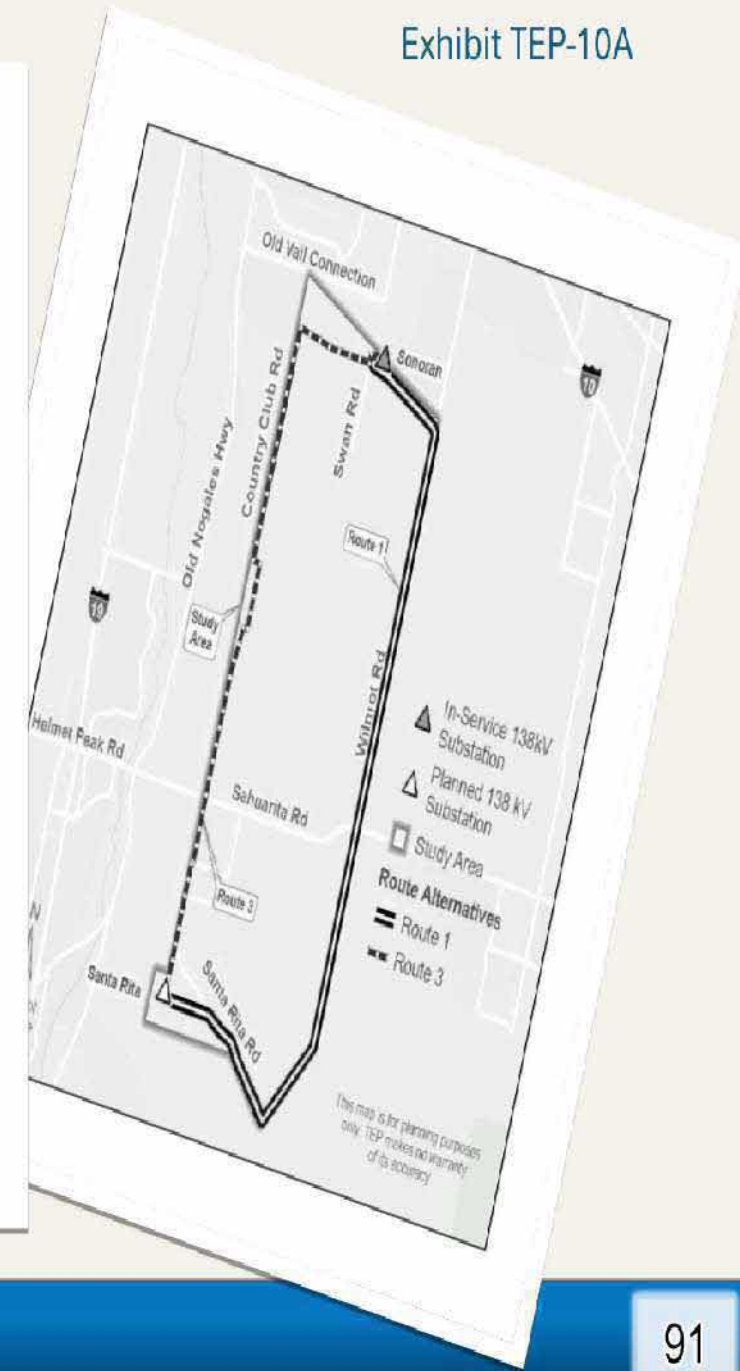 Exhibit TEP-10A
Old Vail Connection
Sonoran
10
Country Club Rd
Swan Rd
Old Nogales Hwy
Route 1
Study
Area
10
Wilmot Rd
Helmet Peak Rd
Sahuarita Rd
In-Service 138kV
Substation
Planned 138 kV
Substation
Study Area
Route Alternatives
Route 1
Route 3
Route 3
N
Santa Rita
Santa Rita Rd
This map is for planning purposes
only. TEP makes no warranty
of its accuracy
91